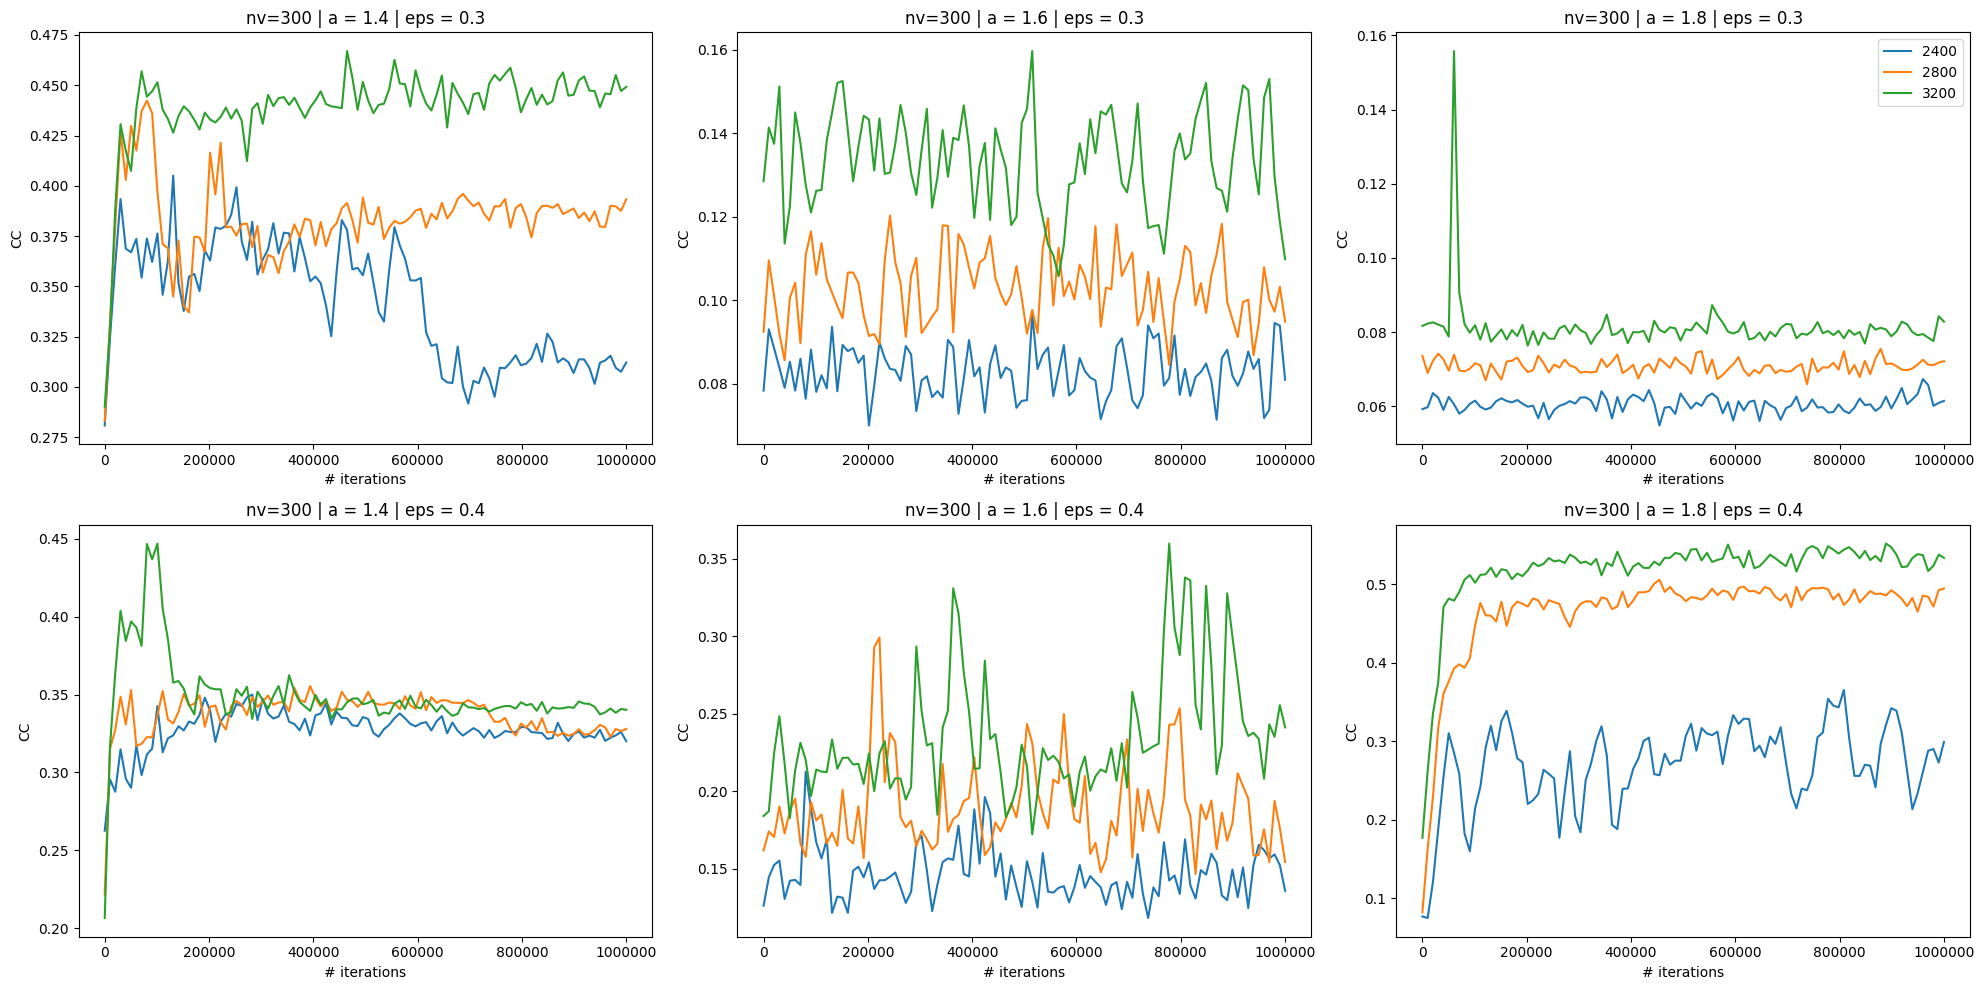 nv=300 | a = 1.4 | eps = 0.3
0.475
0.450
0.425
0.400
0.375
0.350
0.325
0.300
0.275
CC
0 200000 400000 600000 800000 1000000
# iterations
nv=300 | a = 1.6 | eps = 0.3
0.16
0.14
0.12
0.10
0.08
CC
0 200000 400000 600000 800000 1000000
# iterations
nv=300 | a = 1.8 | eps = 0.3
0.16
0.14
0.12
0.10
0.08
0.06
CC
2400
2800
3200
0 200000 400000 600000 800000 1000000
# iterations
nv=300 | a = 1.4 | eps = 0.4
0.45
0.40
0.35
0.30
0.25
0.20
CC
0 200000 400000 600000 800000 1000000
# iterations
nv=300 | a = 1.6 | eps = 0.4
0.35
0.30
0.25
0.20
0.15
CC
0 200000 400000 600000 800000 1000000
# iterations
nv=300 | a = 1.8 | eps = 0.4
0.5
0.4
0.3
0.2
0.1
CC
0 200000 400000 600000 800000 1000000
# iterations